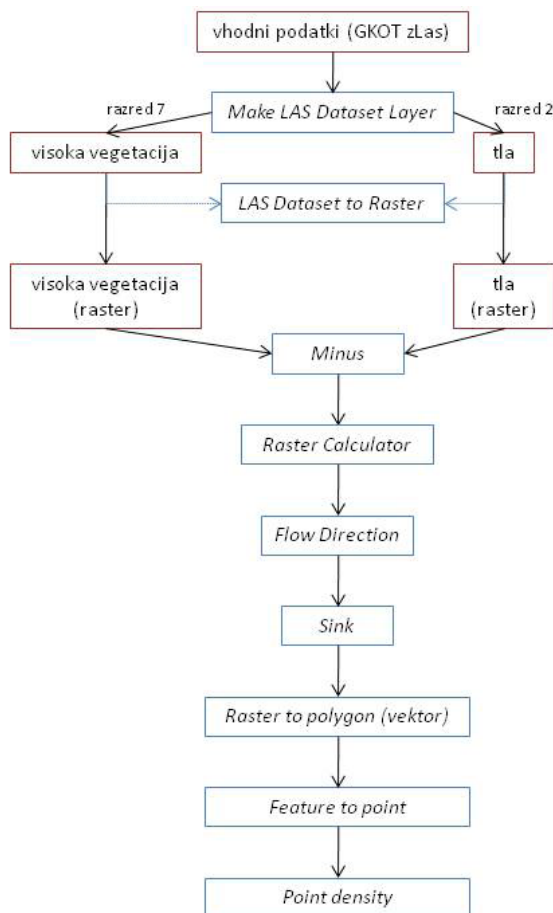 vhodni podatki (GKOT zLas)
razred 7
Make LAS Dataset Layer
razred 2
visoka vegetacija
tla
LAS Dataset to Raster
visoka vegetacija
(raster)
tla
(raster)
Minus
Raster Calculator
Flow Direction
Sink
Raster to polygon (vektor)
Feature to point
Point density